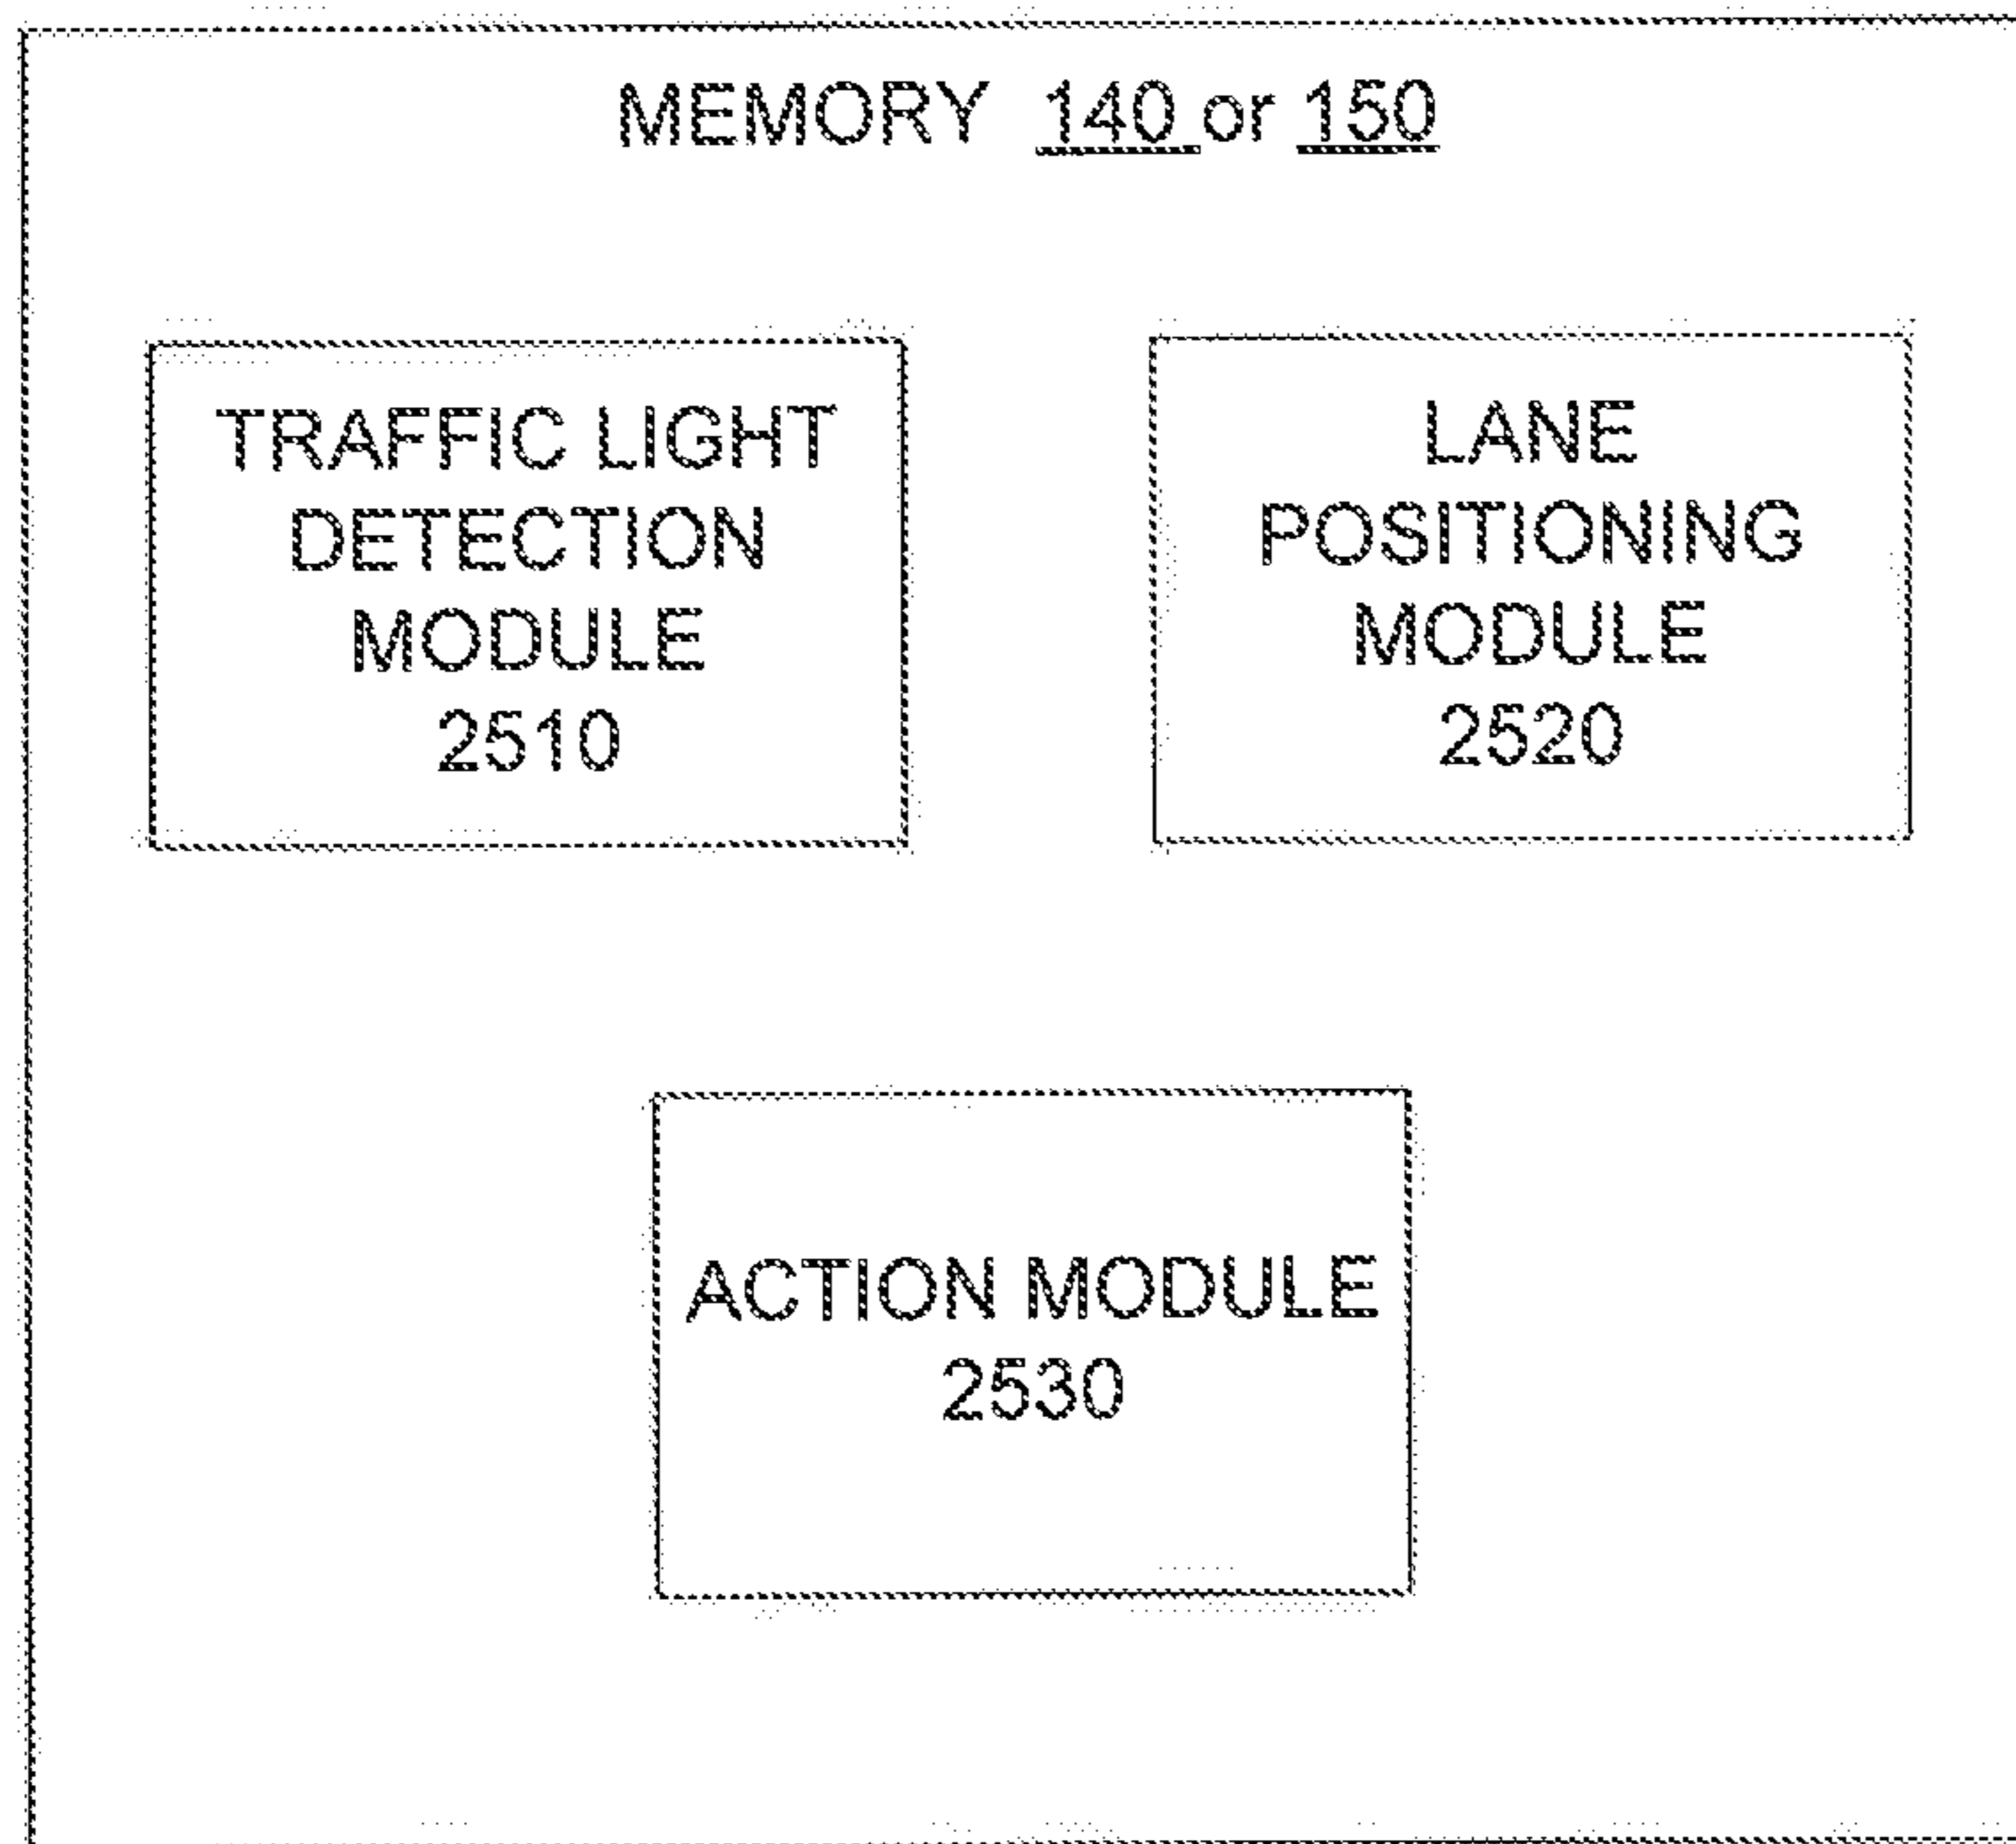 MEMORY 140 or 150
TRAFFIC LIGHT
DETECTION
MODULE
2510
LANE
POSITIONING
MODULE
2520
ACTION MODULE
2530